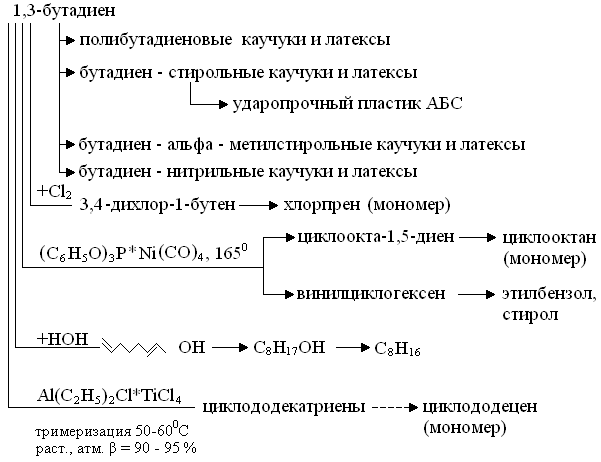 1,3-бутадиен
полибутадиеновые каучуки и латексы
бутадиен - стирольные каучуки и латексы
ударопрочный пластик АБС
бутадиен - альфа - метилстирольные каучуки и латексы
бутадиен - нитрильные каучуки и латексы
+Cl₂
3,4-дихлор-1-бутен хлорпрен (мономер)
(C₆H₅O)₃P*Ni(CO)₄, 165⁰
циклоокта-1,5-диен циклооктан
(мономер)
винилциклогексен этилбензол,
стирол
+HOH
OH C₈H₁₇OH C₈H₁₆
Al(C₂H₅)₂Cl*TiCl₄
циклододекатриены циклододецен
(мономер)
тримеризация 50-60⁰C
раст., атм. β = 90 - 95 %